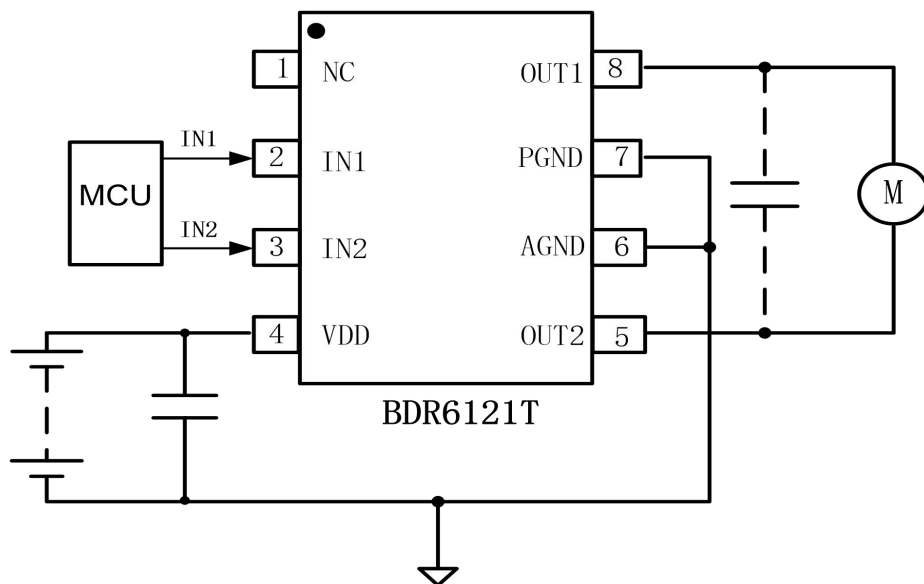 1 NC OUT1 8
IN1
2 IN1 PGND 7
MCU
M
IN2
3 IN2 AGND 6
4 VDD OUT2 5
BDR6121T